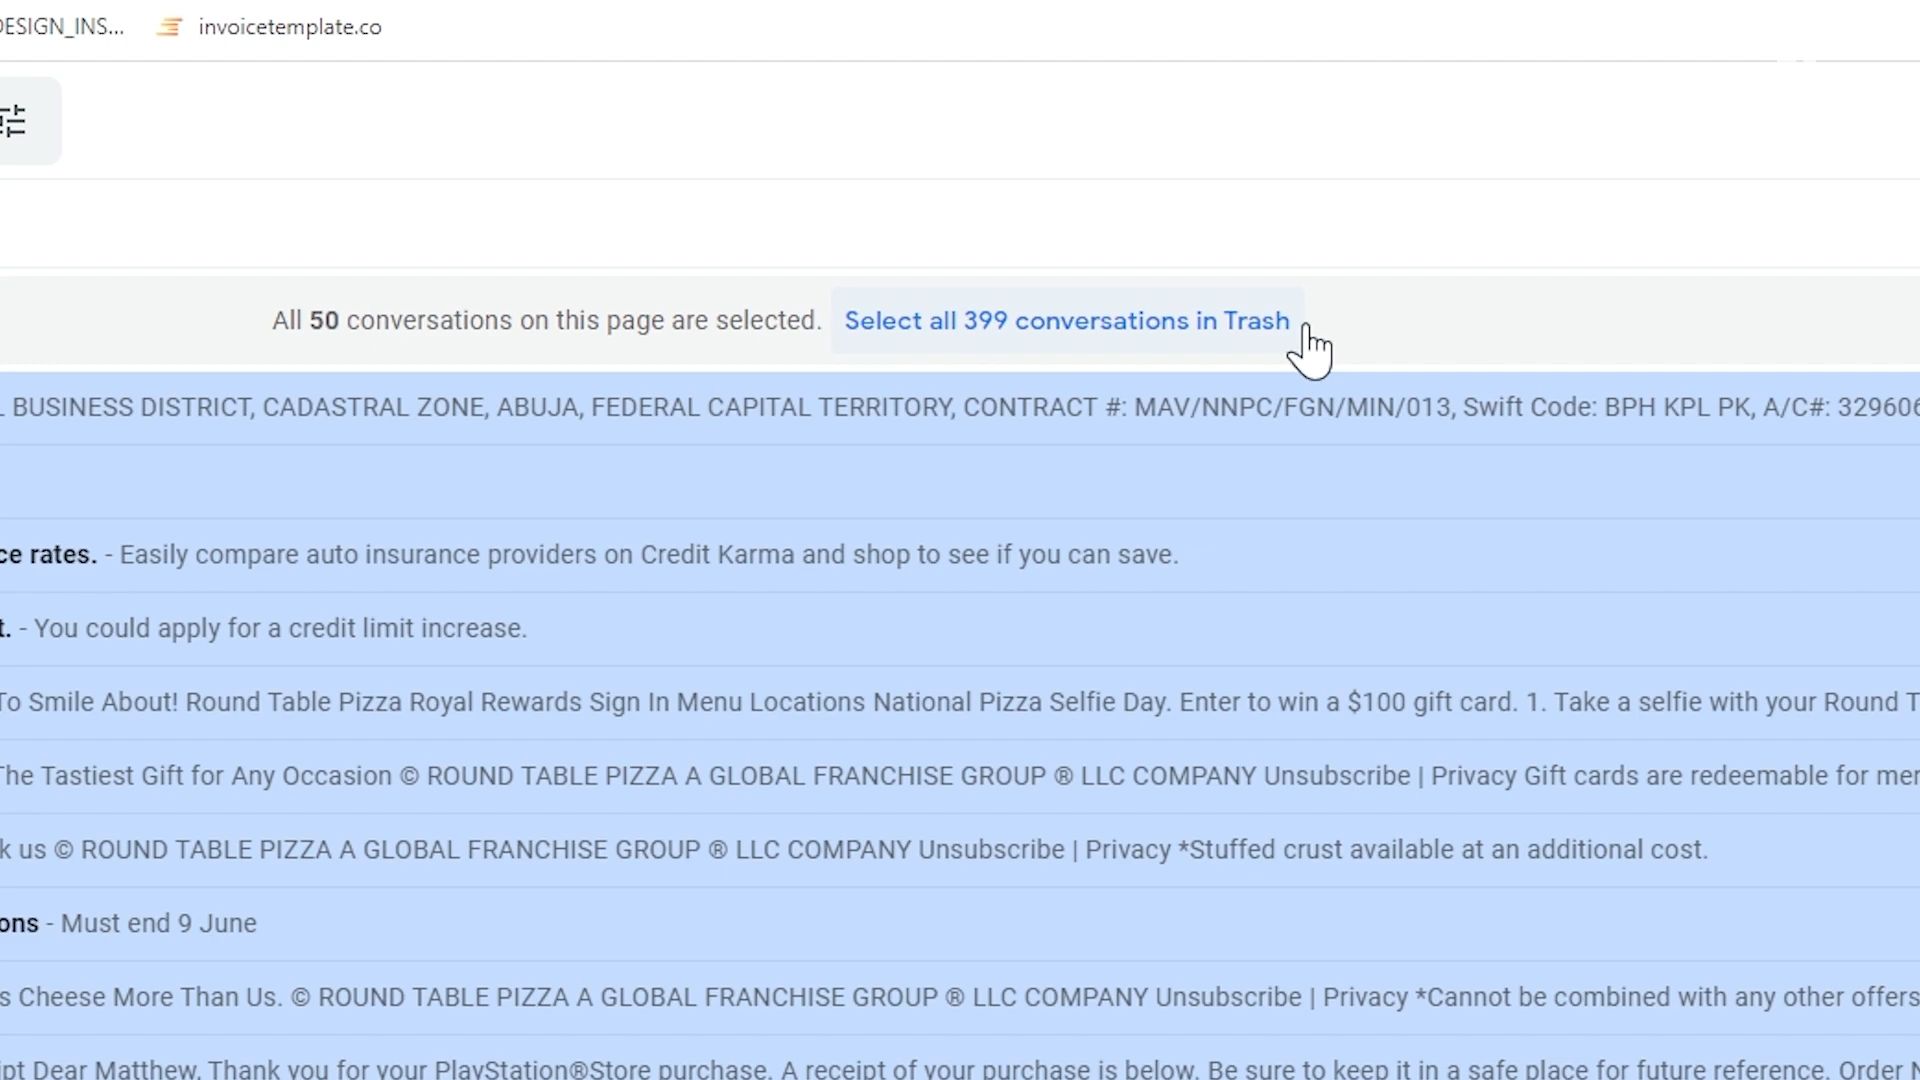 DESIGN_INS... invoicetemplate.co
All 50 conversations on this page are selected. Select all 399 conversations in Trash
L BUSINESS DISTRICT, CADASTRAL ZONE, ABUJA, FEDERAL CAPITAL TERRITORY, CONTRACT #: MAV/NNPC/FGN/MIN/013, Swift Code: BPH KPL PK, A/C#: 329606
ce rates. - Easily compare auto insurance providers on Credit Karma and shop to see if you can save.
t. - You could apply for a credit limit increase.
To Smile About! Round Table Pizza Royal Rewards Sign In Menu Locations National Pizza Selfie Day. Enter to win a $100 gift card. 1. Take a selfie with your Round T
The Tastiest Gift for Any Occasion © ROUND TABLE PIZZA A GLOBAL FRANCHISE GROUP ® LLC COMPANY Unsubscribe | Privacy Gift cards are redeemable for mer
k us © ROUND TABLE PIZZA A GLOBAL FRANCHISE GROUP ® LLC COMPANY Unsubscribe | Privacy *Stuffed crust available at an additional cost.
ons - Must end 9 June
s Cheese More Than Us. © ROUND TABLE PIZZA A GLOBAL FRANCHISE GROUP ® LLC COMPANY Unsubscribe | Privacy *Cannot be combined with any other offers
ipt Dear Matthew, Thank you for your PlayStation®Store purchase. A receipt of your purchase is below. Be sure to keep it in a safe place for future reference. Order N